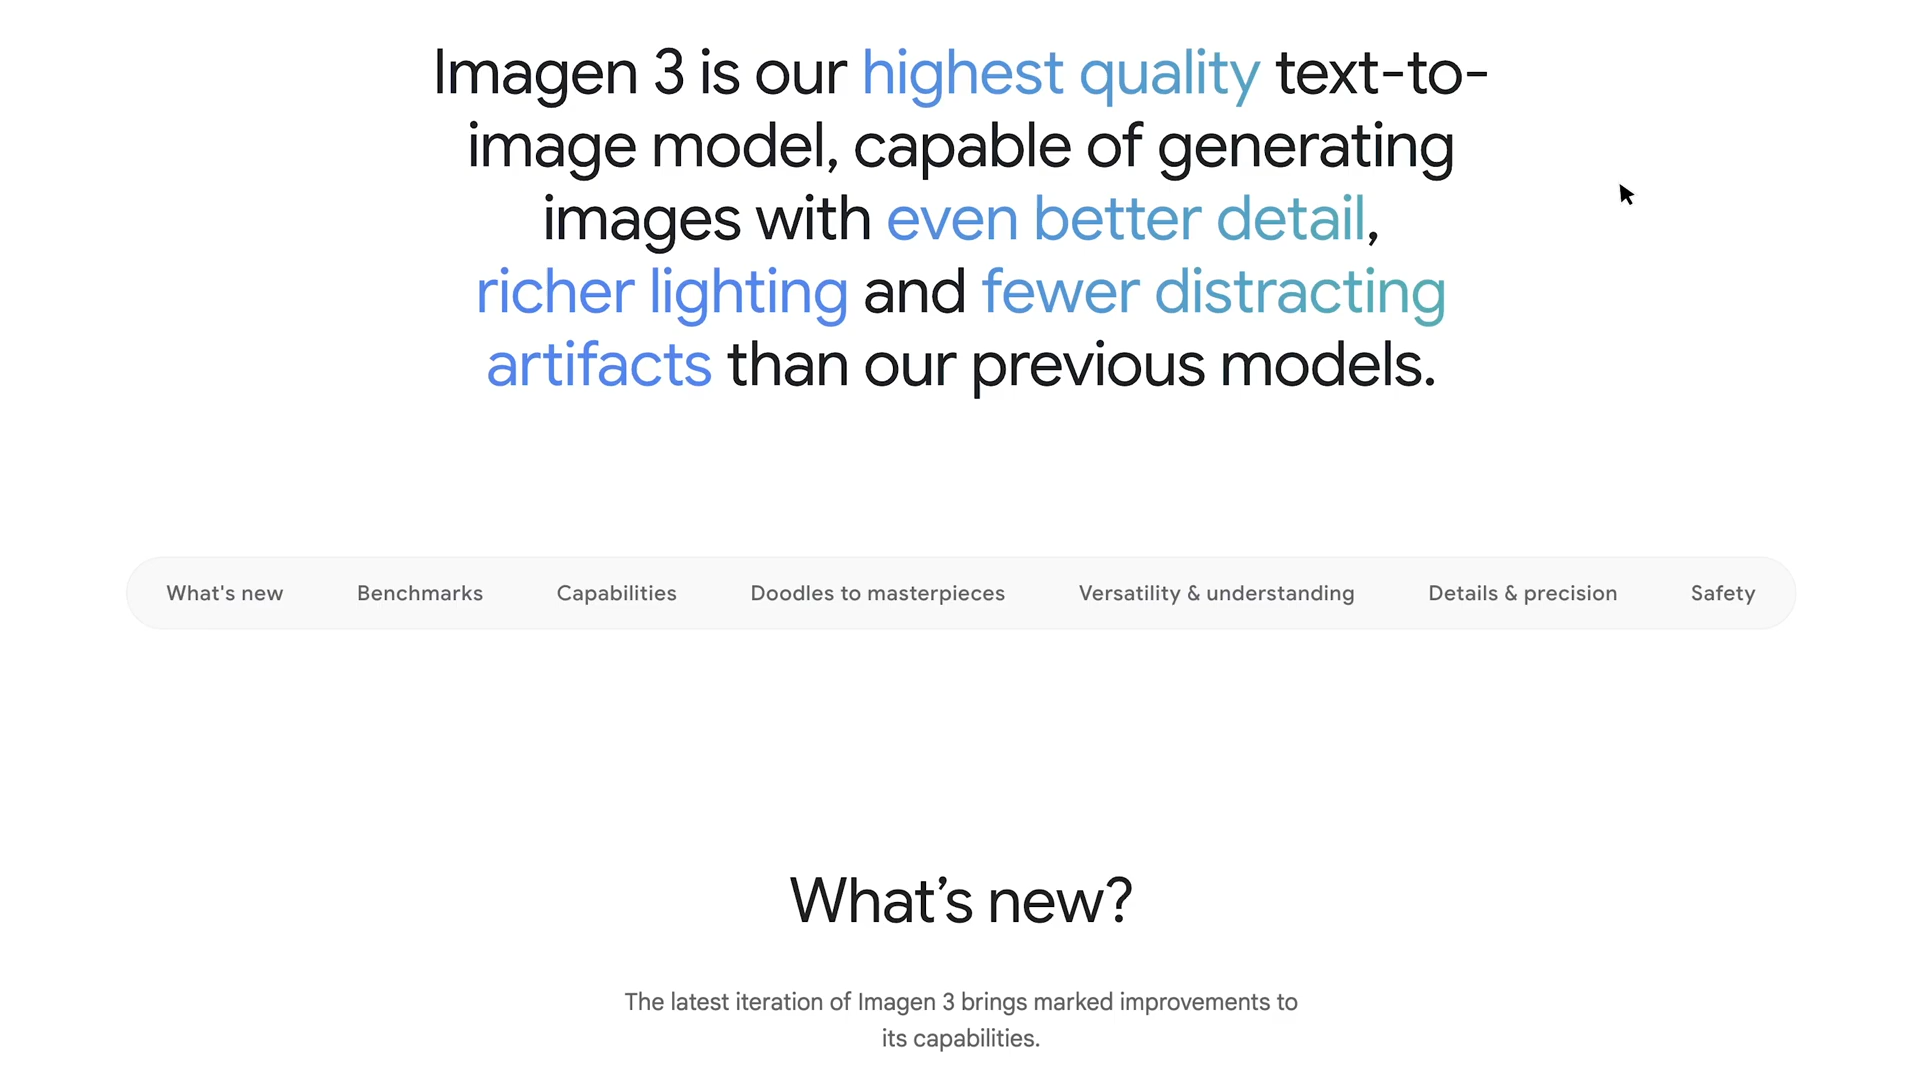 Imagen 3 is our highest quality text-to-
image model, capable of generating
images with even better detail,
richer lighting and fewer distracting
artifacts than our previous models.
What's new Benchmarks Capabilities Doodles to masterpieces Versatility & understanding Details & precision Safety
What’s new?
The latest iteration of Imagen 3 brings marked improvements to
its capabilities.